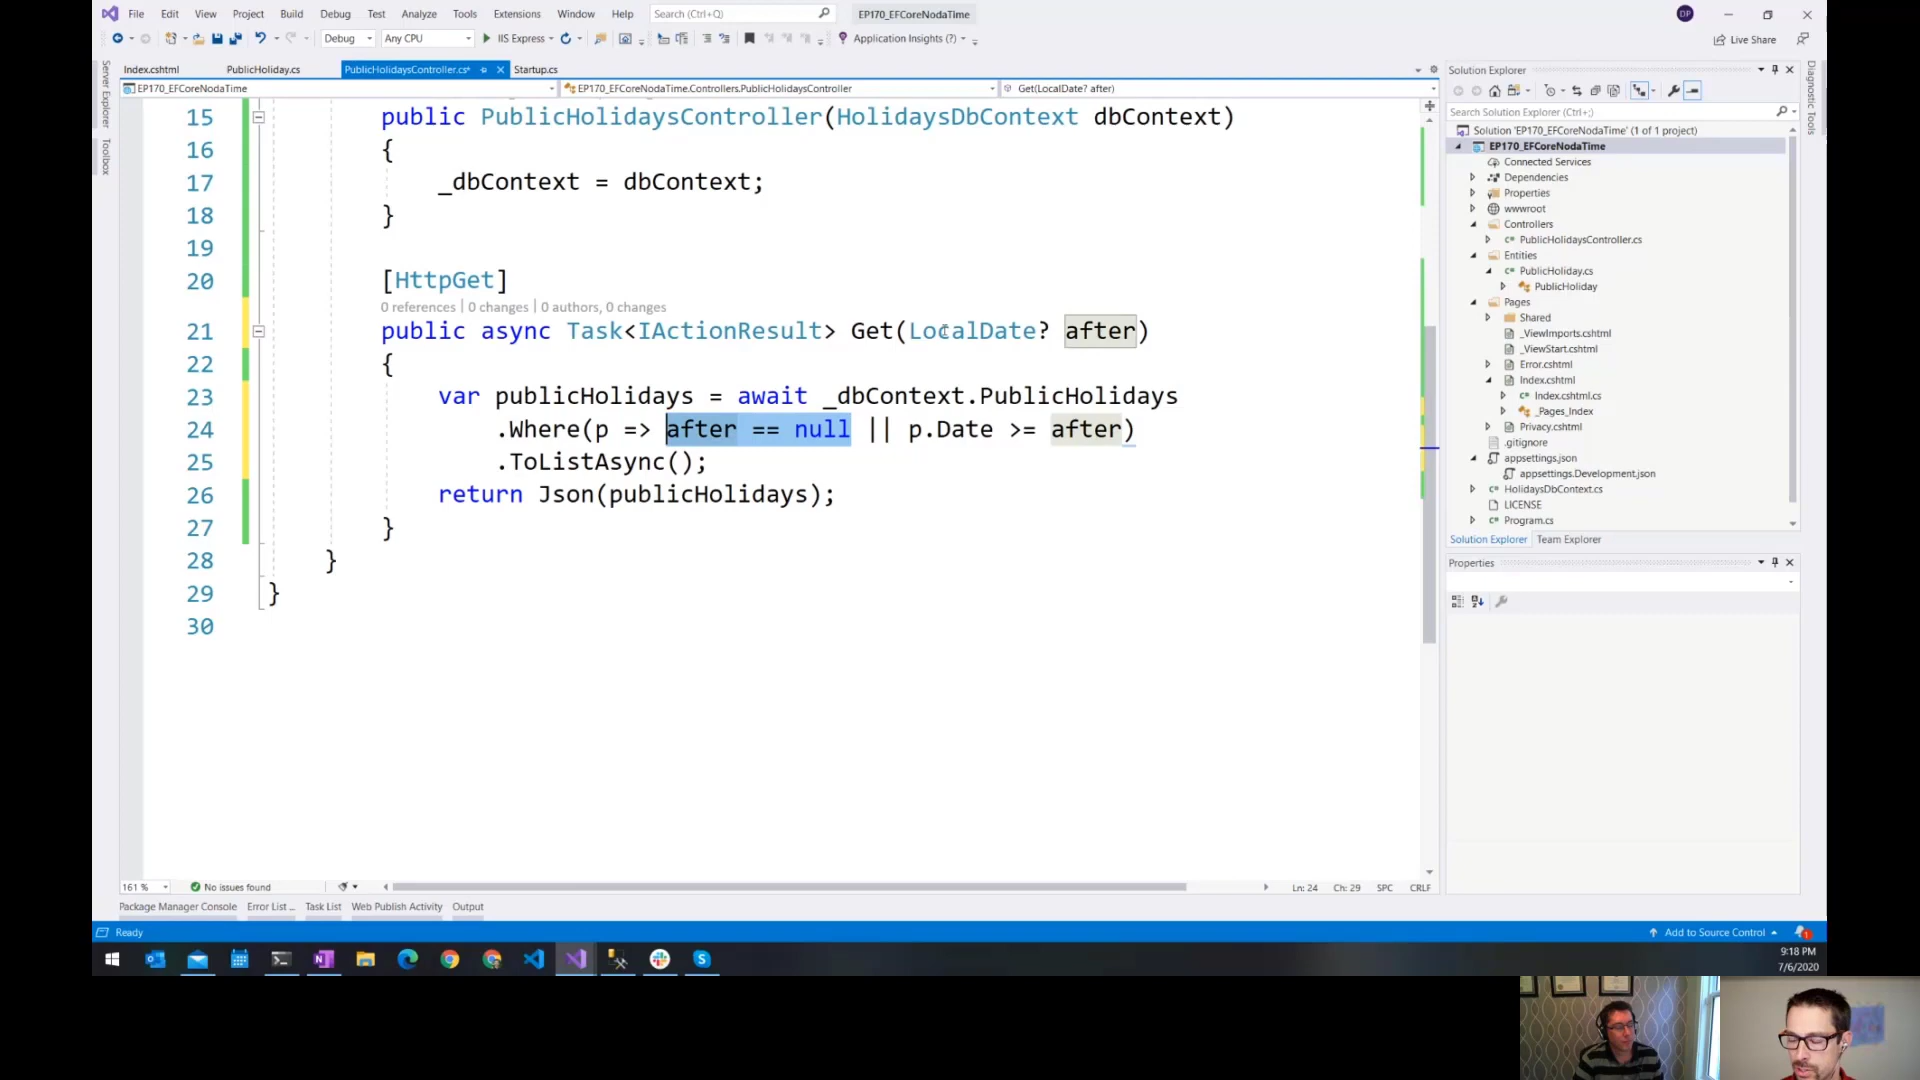 File Edit View Project Build Debug Test Analyze Tools Extensions Window Help Search (Ctrl+Q) EP170_EFCoreNodaTime DP
Debug Any CPU IIS Express Application Insights (?) Live Share
Index.cshtml PublicHoliday.cs PublicHolidaysController.cs* Startup.cs
EP170_EFCoreNodaTime EP170_EFCoreNodaTime.Controllers.PublicHolidaysController Get(LocalDate? after)
Server Explorer
Toolbox
15 public PublicHolidaysController(HolidaysDbContext dbContext)
16 {
17 _dbContext = dbContext;
18 }
19
20 [HttpGet]
0 references | 0 changes | 0 authors, 0 changes
21 public async Task<IActionResult> Get(LocalDate? after)
22 {
23 var publicHolidays = await _dbContext.PublicHolidays
24 .Where(p => after == null || p.Date >= after)
25 .ToListAsync();
26 return Json(publicHolidays);
27 }
28 }
29 }
30
161 % No issues found Ln: 24 Ch: 29 SPC CRLF
Package Manager Console Error List ... Task List Web Publish Activity Output
Solution Explorer
Search Solution Explorer (Ctrl+;)
Solution 'EP170_EFCoreNodaTime' (1 of 1 project)
EP170_EFCoreNodaTime
Connected Services
Dependencies
Properties
wwwroot
Controllers
PublicHolidaysController.cs
Entities
PublicHoliday.cs
PublicHoliday
Pages
Shared
_ViewImports.cshtml
_ViewStart.cshtml
Error.cshtml
Index.cshtml
Index.cshtml.cs
_Pages_Index
Privacy.cshtml
.gitignore
appsettings.json
appsettings.Development.json
HolidaysDbContext.cs
LICENSE
Program.cs
Solution Explorer Team Explorer
Properties
Diagnostic Tools
Ready Add to Source Control 1
9:18 PM
7/6/2020